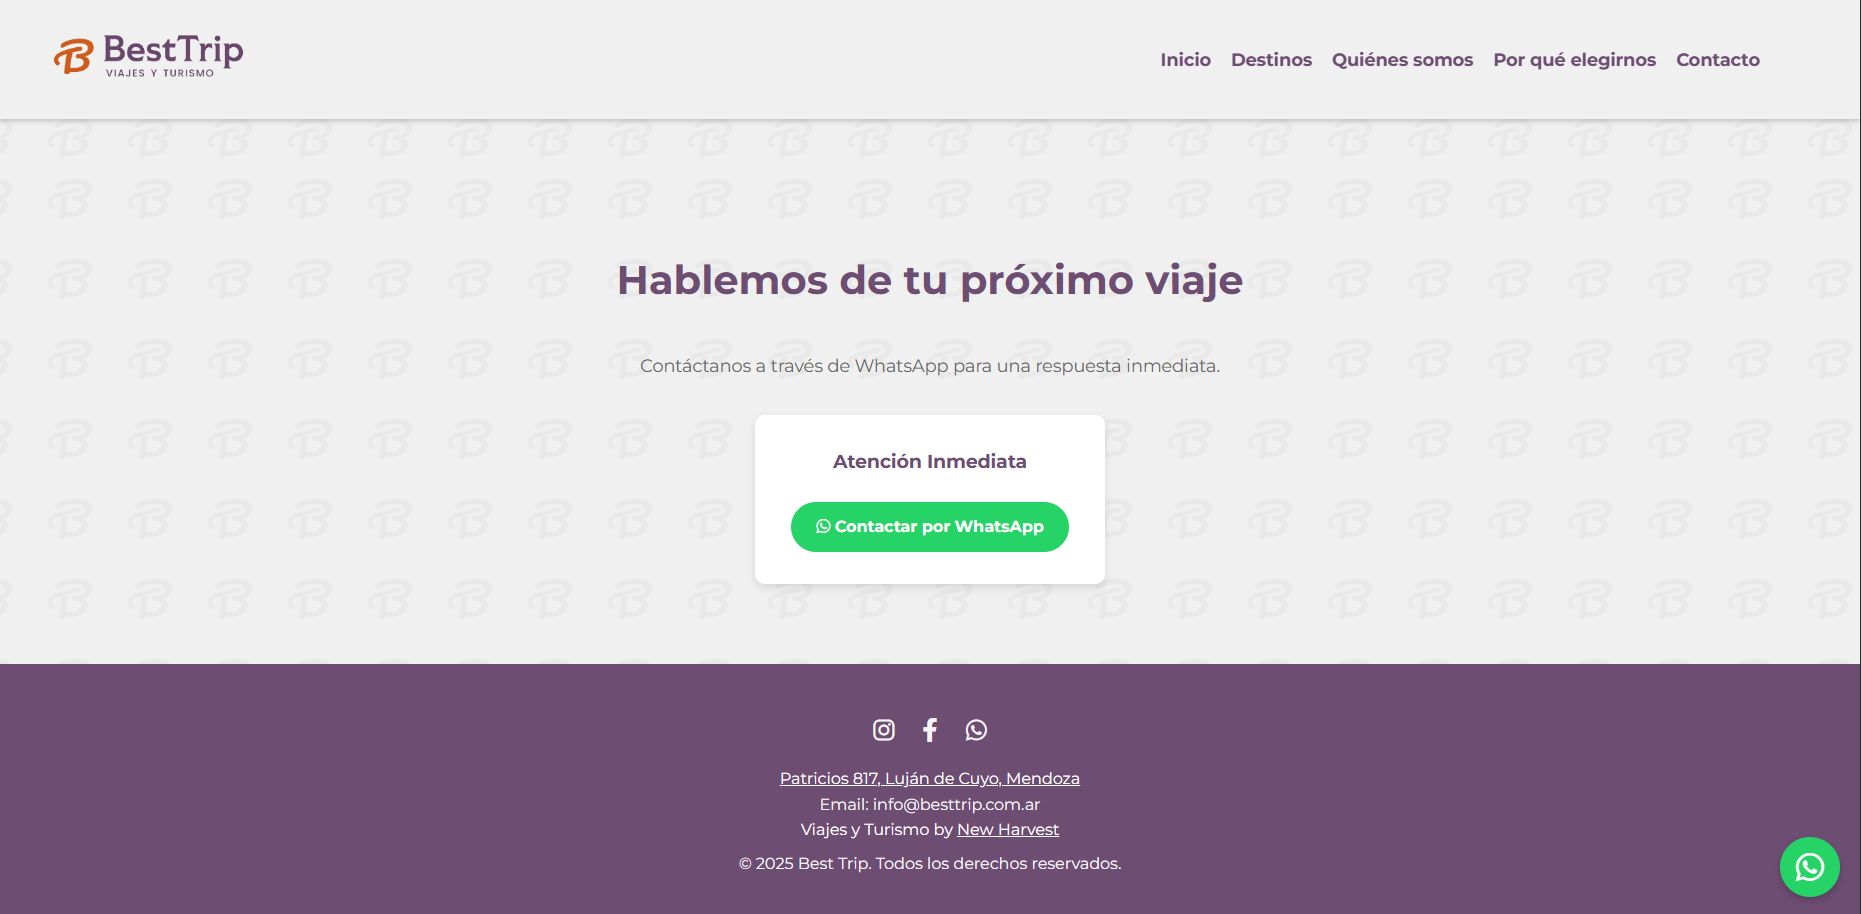 BestTrip
VIAJES Y TURISMO
Inicio Destinos Quiénes somos Por qué elegirnos Contacto
Hablemos de tu próximo viaje
Contáctanos a través de WhatsApp para una respuesta inmediata.
Atención Inmediata
Contactar por WhatsApp
Patricios 817, Luján de Cuyo, Mendoza
Email: info@besttrip.com.ar
Viajes y Turismo by New Harvest
© 2025 Best Trip. Todos los derechos reservados.